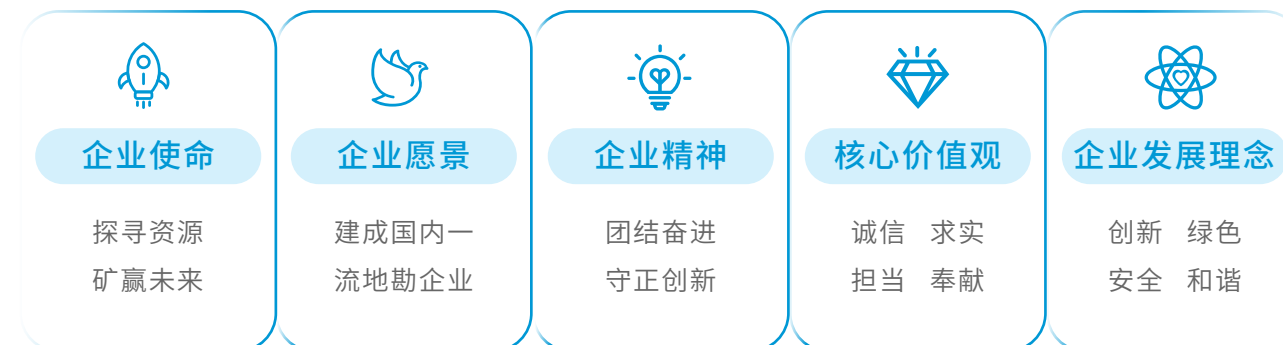 企业使命
探寻资源
矿赢未来
企业愿景
建成国内一
流地勘企业
企业精神
团结奋进
守正创新
核心价值观
诚信 求实
担当 奉献
企业发展理念
创新 绿色
安全 和谐